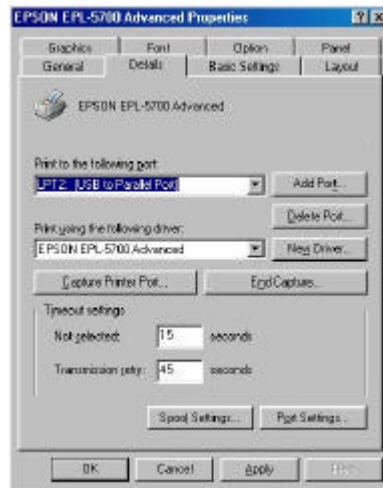 EPSON EPL-5700 Advanced Properties
Graphics Font Option Panel
General Details Basic Settings Layout
EPSON EPL-5700 Advanced
Print to the following port:
LPT2: (USB to Parallel Port) Add Port...
Delete Port...
Print using the following driver:
EPSON EPL-5700 Advanced New Driver...
Capture Printer Port... End Capture...
Timeout settings
Not selected: 15 seconds
Transmission retry: 45 seconds
Spool Settings... Port Settings...
OK Cancel Apply